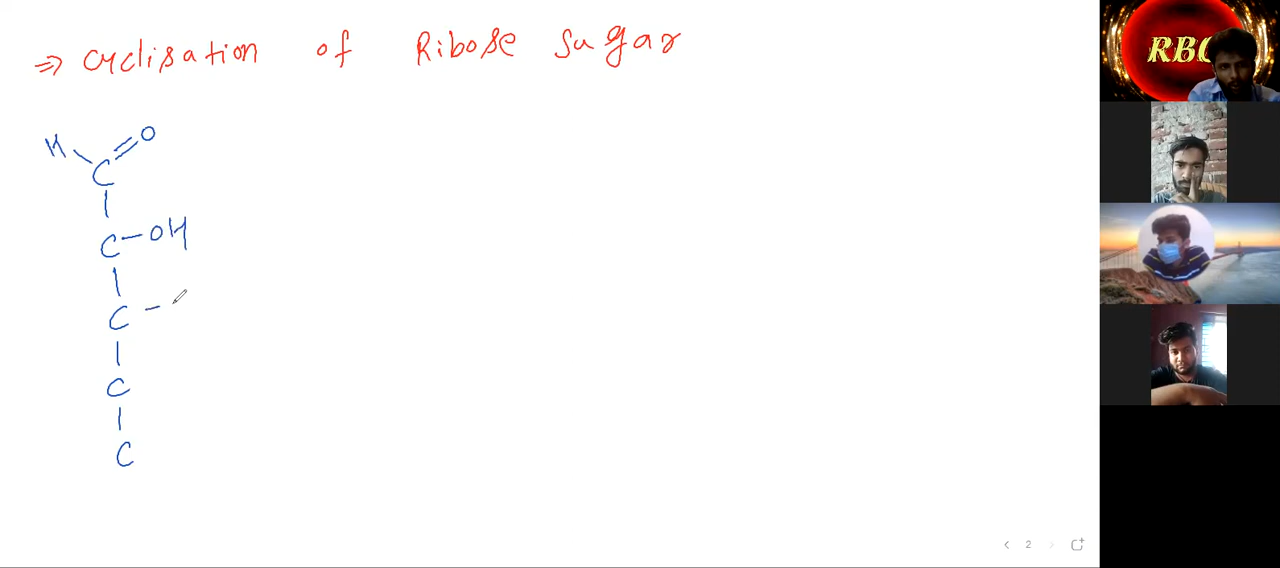 ⇒ Cyclisation of Ribose Sugar
RBC
H O
C
C-OH
C-
C
C
2